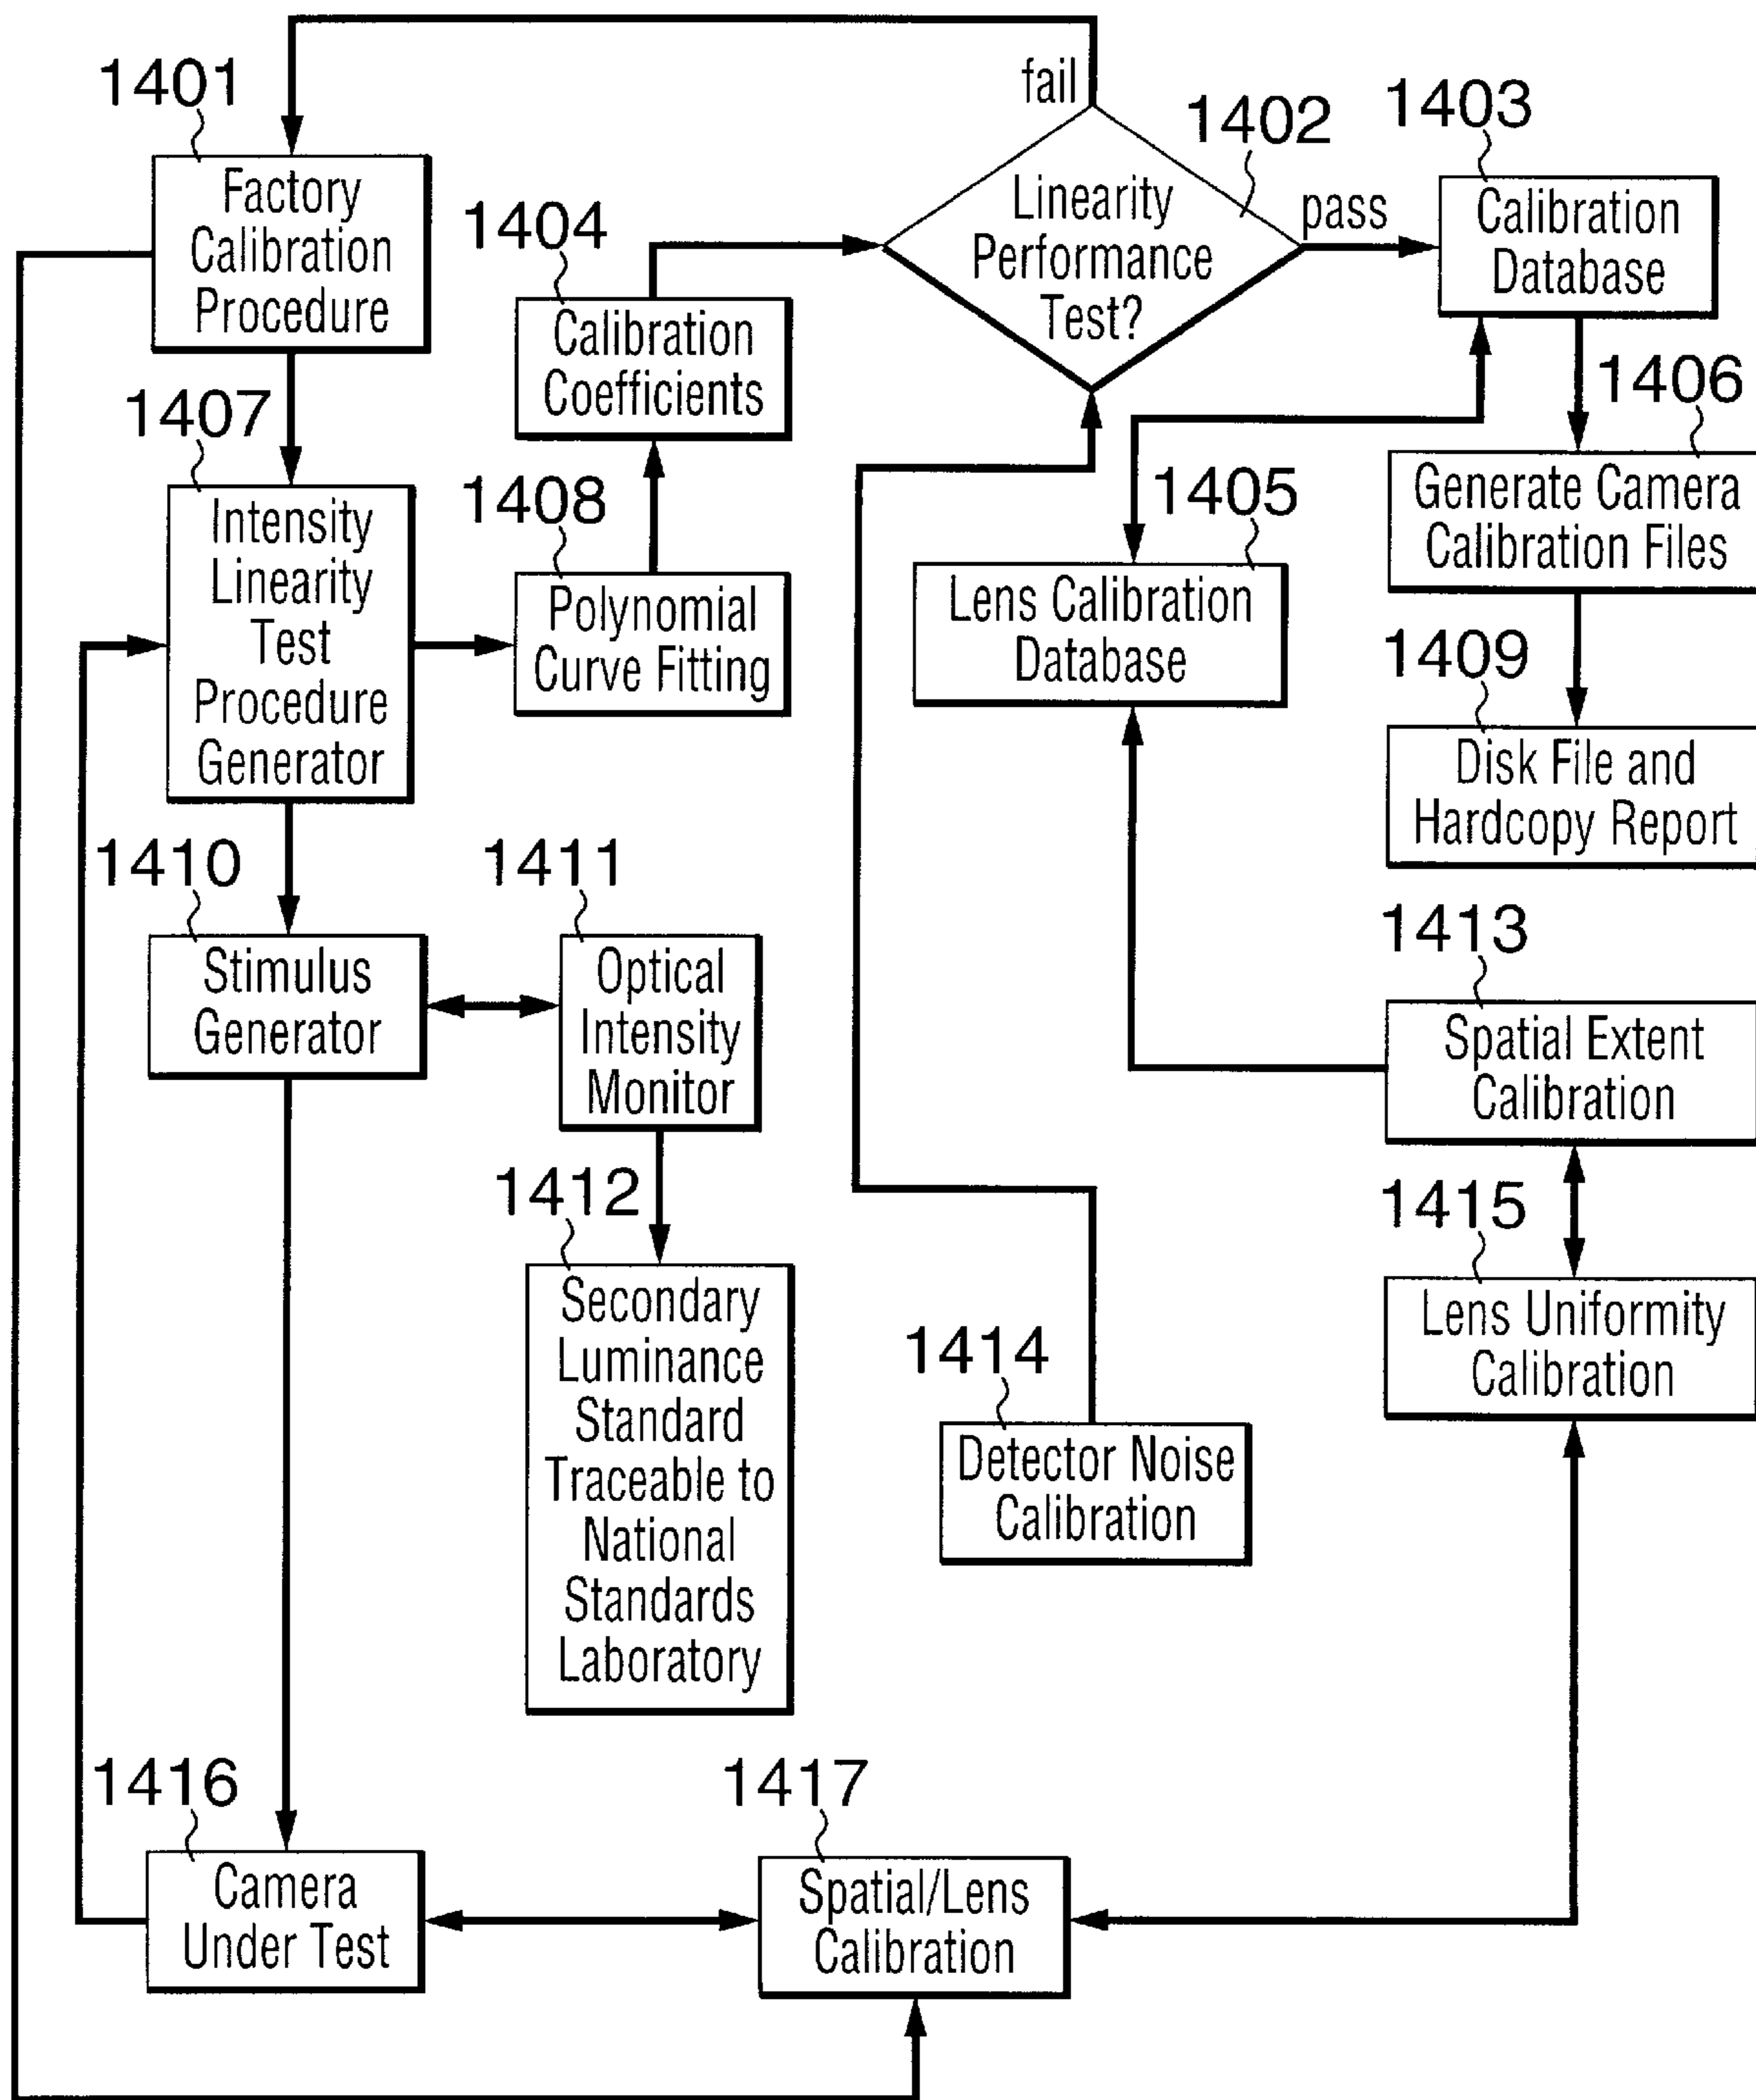 fail
1401
1402
1403
Factory
Calibration
Procedure
1404
Linearity
Performance
Test?
pass
Calibration
Database
Calibration
Coefficients
1406
1407
1405
Generate Camera
Calibration Files
Intensity
Linearity
Test
Procedure
Generator
1408
Polynomial
Curve Fitting
Lens Calibration
Database
1409
Disk File and
Hardcopy Report
1410
1411
Stimulus
Generator
Optical
Intensity
Monitor
1413
Spatial Extent
Calibration
1412
Secondary
Luminance
Standard
Traceable to
National
Standards
Laboratory
1415
Lens Uniformity
Calibration
1414
Detector Noise
Calibration
1416
Camera
Under Test
1417
Spatial/Lens
Calibration